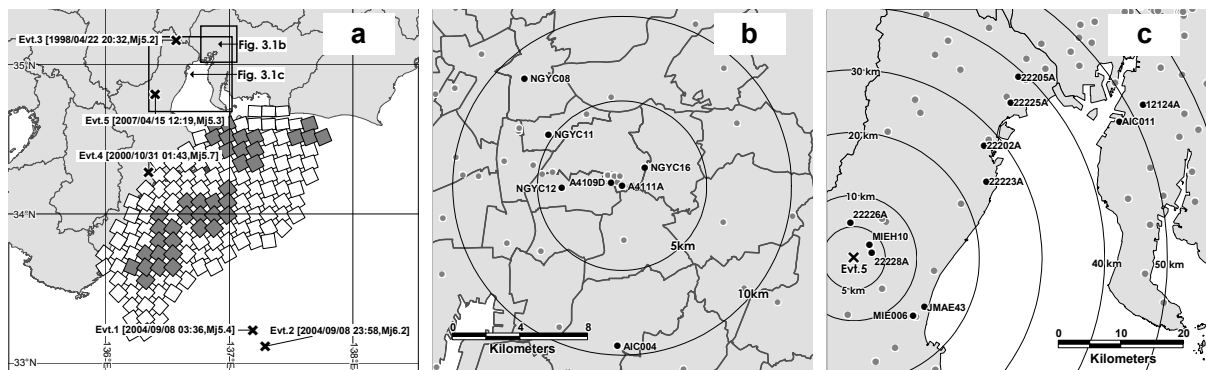 a
Evt.3 [1998/04/22 20:32,Mj5.2]
Fig. 3.1b
35°N
Fig. 3.1c
Evt.5 [2007/04/15 12:19,Mj5.3]
Evt.4 [2000/10/31 01:43,Mj5.7]
34°N
Evt.1 [2004/09/08 03:36,Mj5.4]
Evt.2 [2004/09/08 23:58,Mj6.2]
33°N
136°E
137°E
138°E
b
NGYC08
NGYC11
NGYC16
A4109D
NGYC12
A4111A
5km
10km
0 4 8
Kilometers
AIC004
c
30 km
22205A
22225A
12124A
AIC011
20 km
22202A
22223A
10 km
22226A
MIEH10
22228A
Evt.5
5 km
40 km
50 km
JMAE43
MIE006
0 10 20
Kilometers